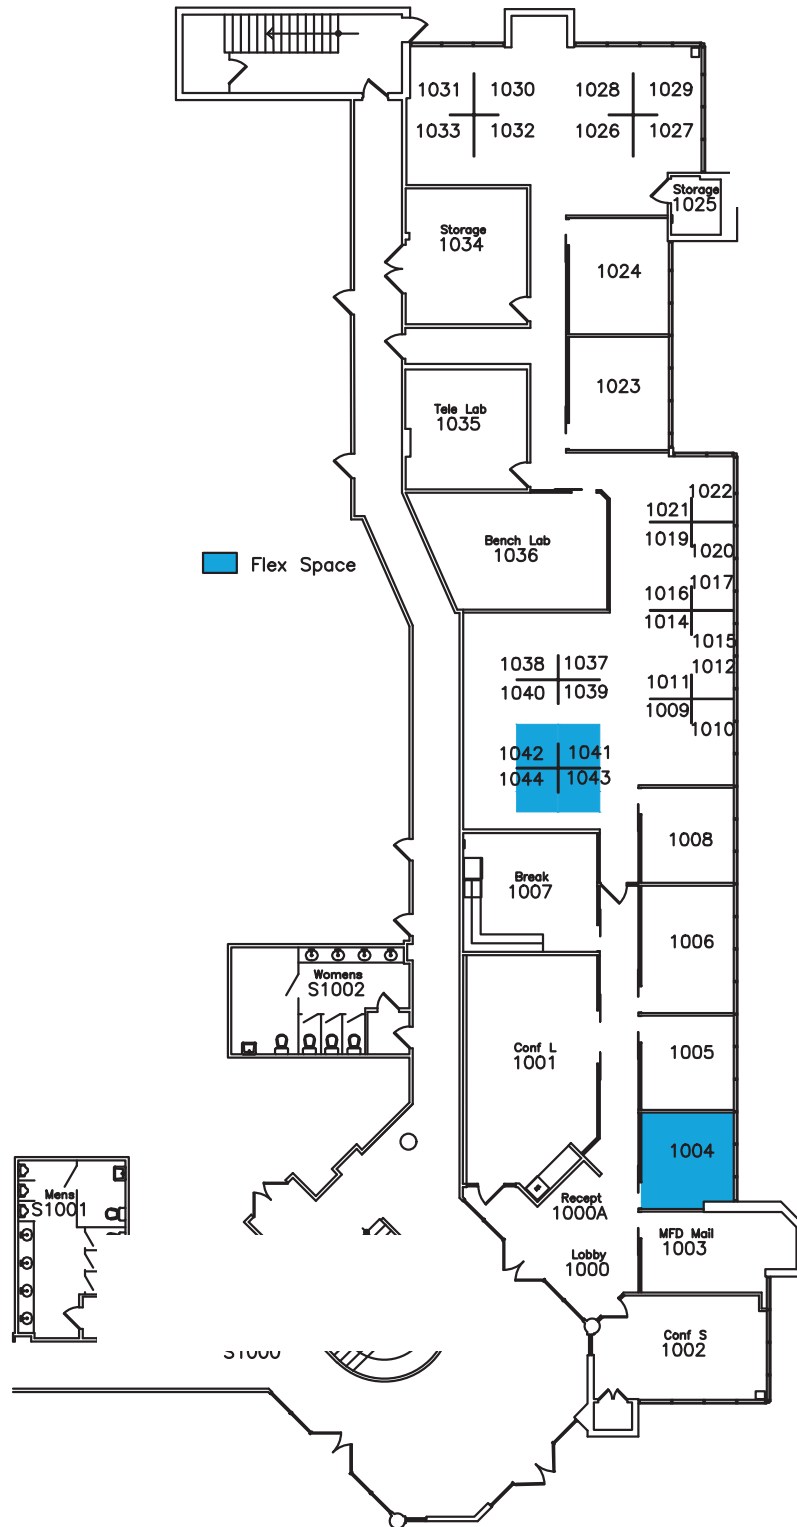 1031 1030 1028 1029
1033 1032 1026 1027
Storage
1025
Storage
1034
1024
1023
Tele Lab
1035
1022
1021
1019
1020
Bench Lab
1036
Flex Space
1017
1016
1014
1015
1012
1038 1037
1040 1039
1011
1009
1010
1042 1041
1044 1043
1008
Break
1007
1006
Womens
S1002
Conf L
1001
1005
1004
Mens
S1001
Recept
1000A
MFD Mail
1003
Lobby
1000
Conf S
1002
S1000